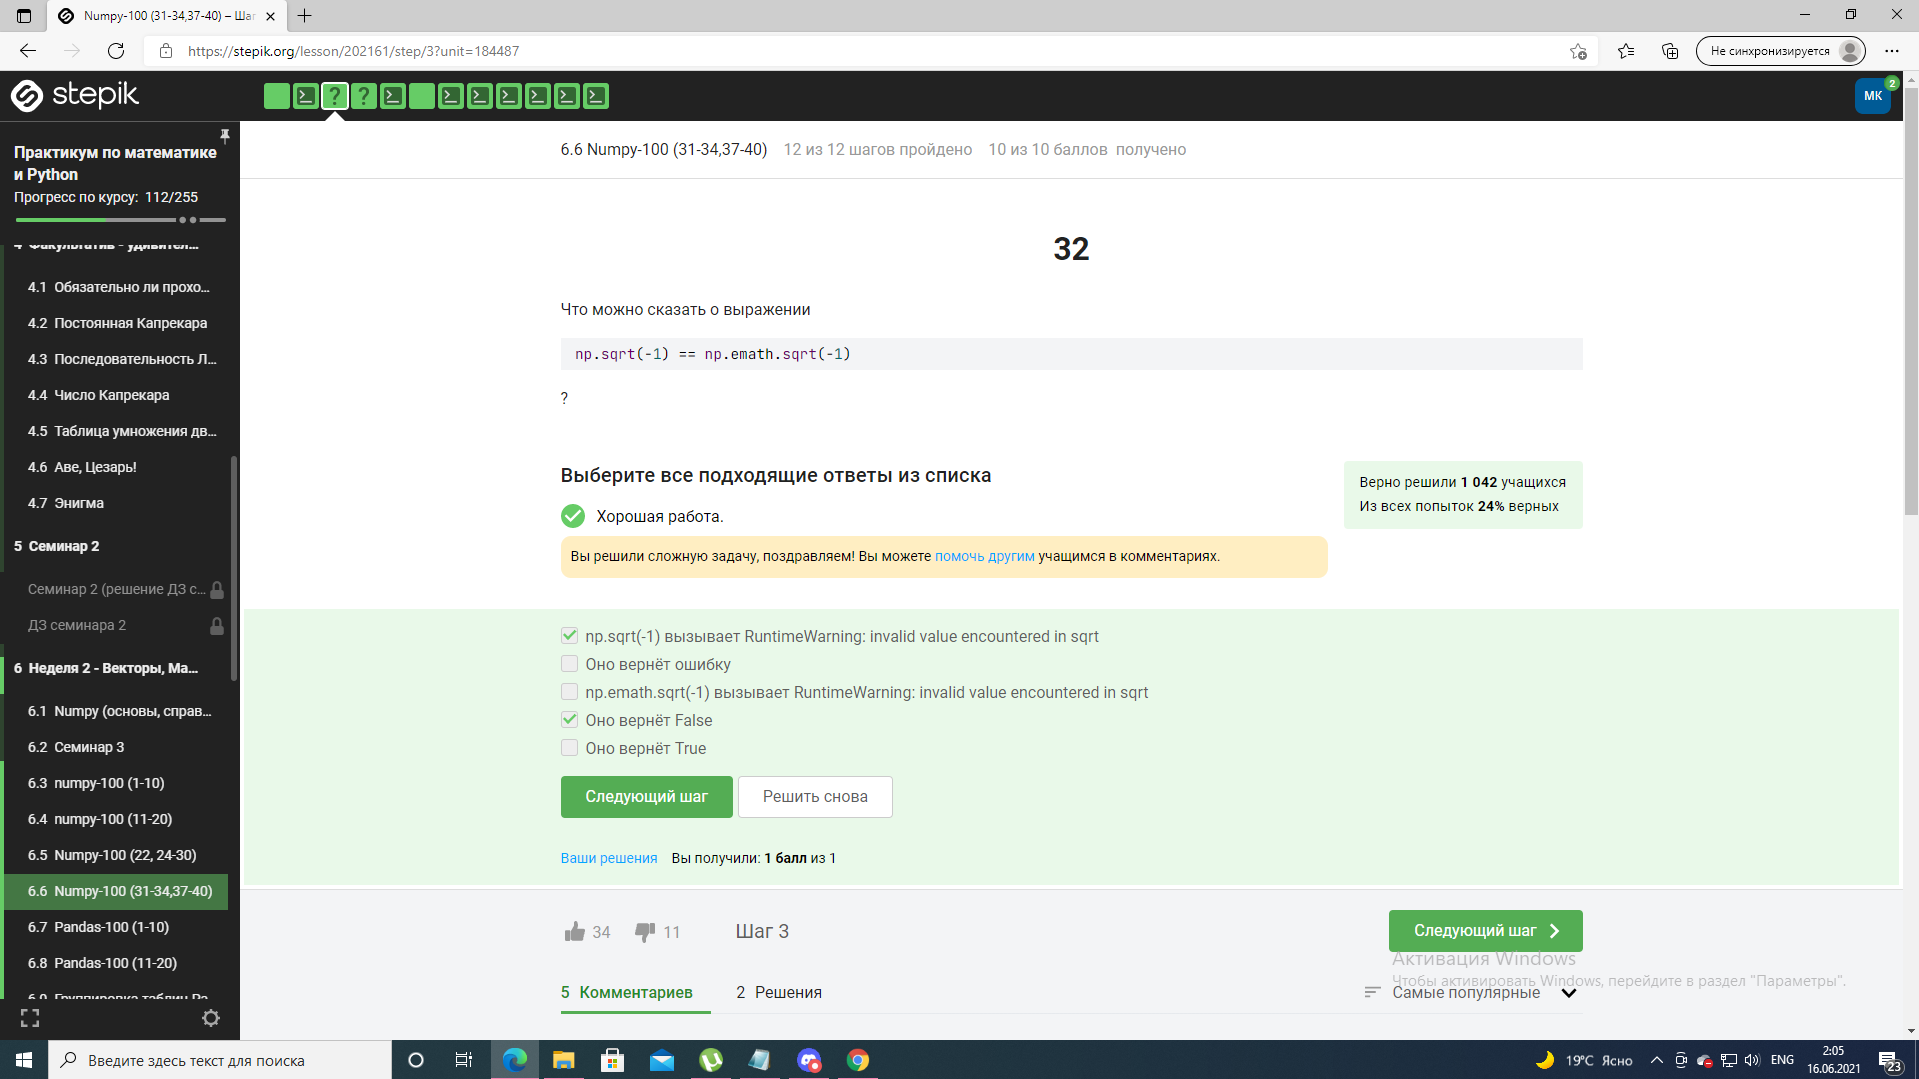 Numpy-100 (31-34,37-40) – Шаг
https://stepik.org/lesson/202161/step/3?unit=184487
Не синхронизируется
stepik
MK
2
Практикум по математике
и Python
Прогресс по курсу: 112/255
4 Факультатив - удивител...
4.1 Обязательно ли прохо...
4.2 Постоянная Капрекара
4.3 Последовательность Л...
4.4 Число Капрекара
4.5 Таблица умножения дв...
4.6 Аве, Цезарь!
4.7 Энигма
5 Семинар 2
Семинар 2 (решение ДЗ с...
ДЗ семинара 2
6 Неделя 2 - Векторы, Ма...
6.1 Numpy (основы, справ...
6.2 Семинар 3
6.3 numpy-100 (1-10)
6.4 numpy-100 (11-20)
6.5 Numpy-100 (22, 24-30)
6.6 Numpy-100 (31-34,37-40)
6.7 Pandas-100 (1-10)
6.8 Pandas-100 (11-20)
6.9 Группировка таблиц Pa...
6.6 Numpy-100 (31-34,37-40) 12 из 12 шагов пройдено 10 из 10 баллов получено
32
Что можно сказать о выражении
np.sqrt(-1) == np.emath.sqrt(-1)
?
Выберите все подходящие ответы из списка
Хорошая работа.
Вы решили сложную задачу, поздравляем! Вы можете помочь другим учащимся в комментариях.
Верно решили 1 042 учащихся
Из всех попыток 24% верных
np.sqrt(-1) вызывает RuntimeWarning: invalid value encountered in sqrt
Оно вернёт ошибку
np.emath.sqrt(-1) вызывает RuntimeWarning: invalid value encountered in sqrt
Оно вернёт False
Оно вернёт True
Следующий шаг Решить снова
Ваши решения Вы получили: 1 балл из 1
34 11 Шаг 3
Следующий шаг
5 Комментариев 2 Решения
Самые популярные
Активация Windows
Чтобы активировать Windows, перейдите в раздел "Параметры".
Введите здесь текст для поиска
19°C Ясно
ENG
2:05
16.06.2021
23